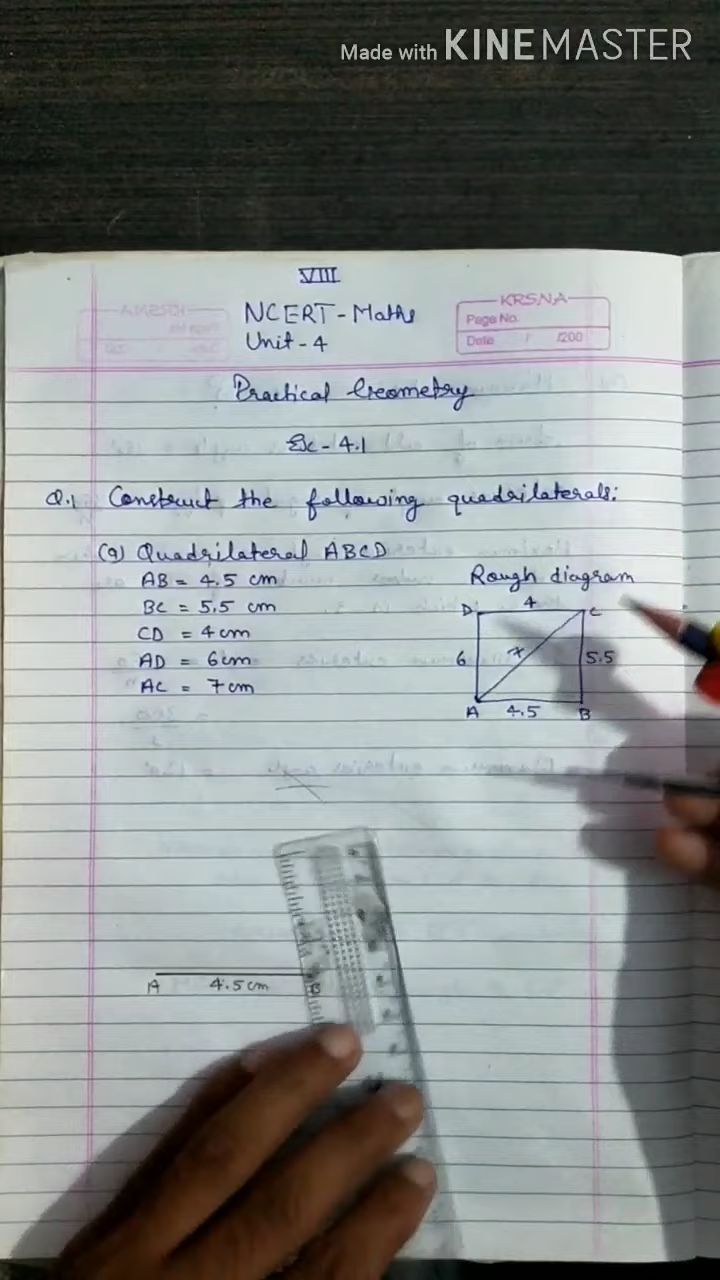 Made with KINEMASTER
VIII
NCERT - Maths
Unit - 4
KRSNA
Page No.
Date / /200
Practical Geometry
Ex - 4.1
Q.1 Construct the following quadrilaterals:
(a) Quadrilateral ABCD
AB = 4.5 cm
BC = 5.5 cm
CD = 4 cm
AD = 6 cm
AC = 7 cm
Rough diagram
D 4 C
6 7 5.5
A 4.5 B
A 4.5 cm B